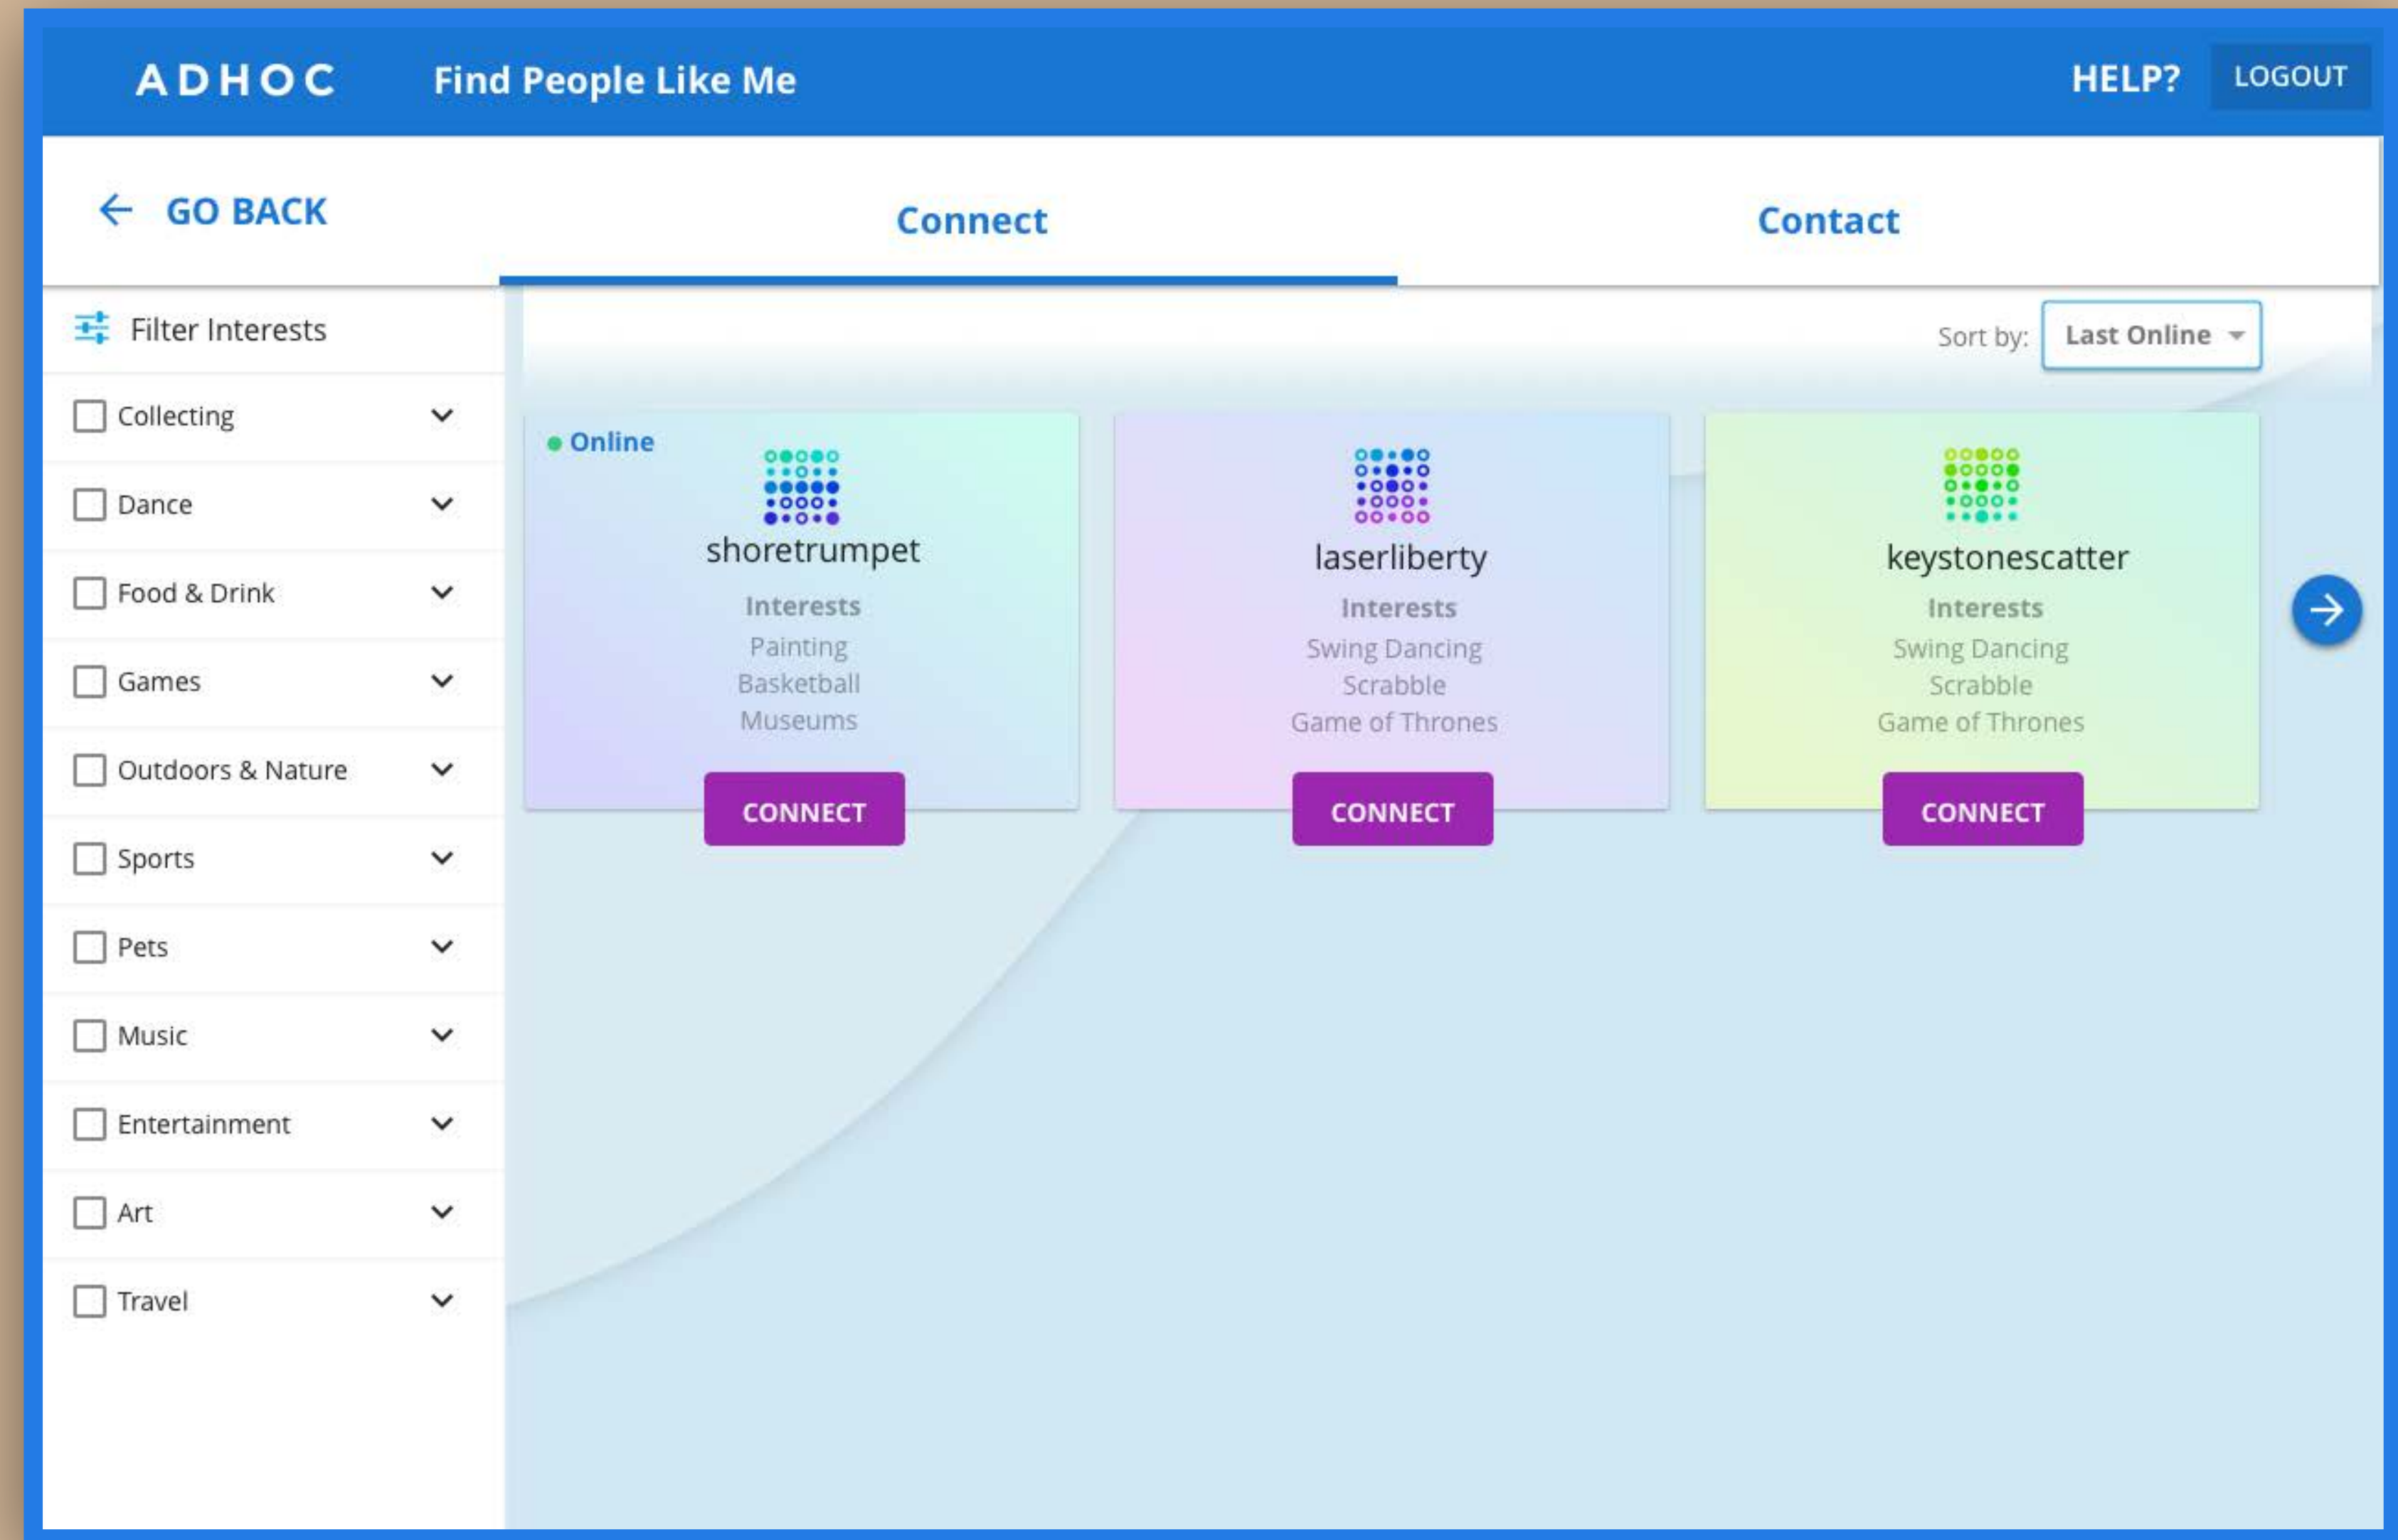 ADHOC
Find People Like Me
HELP?
LOGOUT
GO BACK
Connect
Contact
Filter Interests
Collecting
Dance
Food & Drink
Games
Outdoors & Nature
Sports
Pets
Music
Entertainment
Art
Travel
Sort by:
Last Online
Online
shoretrumpet
Interests
Painting
Basketball
Museums
CONNECT
laserliberty
Interests
Swing Dancing
Scrabble
Game of Thrones
CONNECT
keystonescatter
Interests
Swing Dancing
Scrabble
Game of Thrones
CONNECT